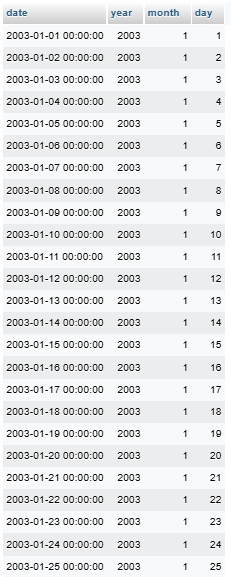 date year month day
2003-01-01 00:00:00 2003 1 1
2003-01-02 00:00:00 2003 1 2
2003-01-03 00:00:00 2003 1 3
2003-01-04 00:00:00 2003 1 4
2003-01-05 00:00:00 2003 1 5
2003-01-06 00:00:00 2003 1 6
2003-01-07 00:00:00 2003 1 7
2003-01-08 00:00:00 2003 1 8
2003-01-09 00:00:00 2003 1 9
2003-01-10 00:00:00 2003 1 10
2003-01-11 00:00:00 2003 1 11
2003-01-12 00:00:00 2003 1 12
2003-01-13 00:00:00 2003 1 13
2003-01-14 00:00:00 2003 1 14
2003-01-15 00:00:00 2003 1 15
2003-01-16 00:00:00 2003 1 16
2003-01-17 00:00:00 2003 1 17
2003-01-18 00:00:00 2003 1 18
2003-01-19 00:00:00 2003 1 19
2003-01-20 00:00:00 2003 1 20
2003-01-21 00:00:00 2003 1 21
2003-01-22 00:00:00 2003 1 22
2003-01-23 00:00:00 2003 1 23
2003-01-24 00:00:00 2003 1 24
2003-01-25 00:00:00 2003 1 25